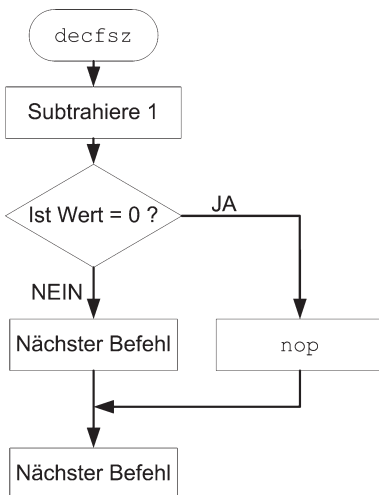 decfsz
Subtrahiere 1
Ist Wert = 0 ?
JA
NEIN
Nächster Befehl
nop
Nächster Befehl